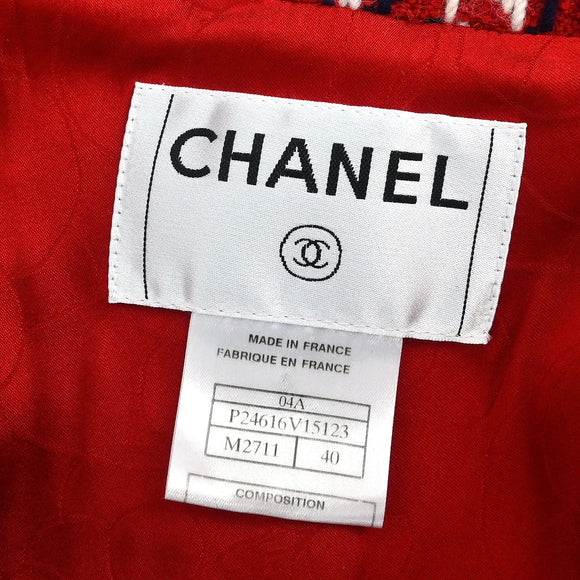 CHANEL
MADE IN FRANCE
FABRIQUE EN FRANCE
04A
P24616V15123
M2711 40
COMPOSITION